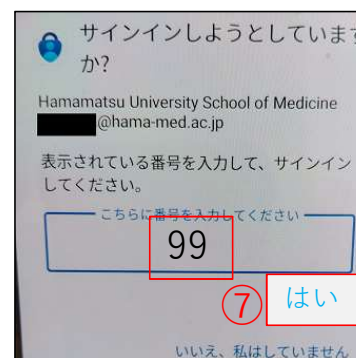 サインインしようとしています
か?
Hamamatsu University School of Medicine
@hama-med.ac.jp
表示されている番号を入力して、サインイン
してください。
こちらに番号を入力してください
99
⑦ はい
いいえ、私はしていません